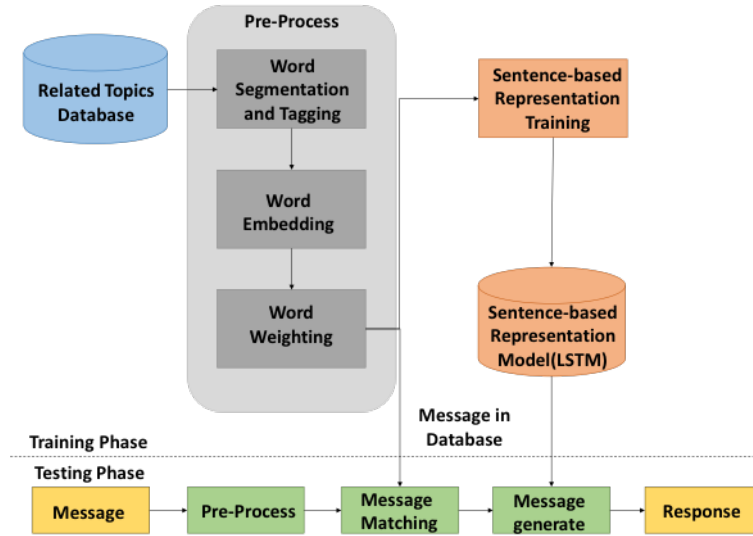 Pre-Process
Related Topics
Database
Word
Segmentation
and Tagging
Word
Embedding
Word
Weighting
Sentence-based
Representation
Training
Sentence-based
Representation
Model(LSTM)
Message in
Database
Training Phase
Testing Phase
Message
Pre-Process
Message
Matching
Message
generate
Response